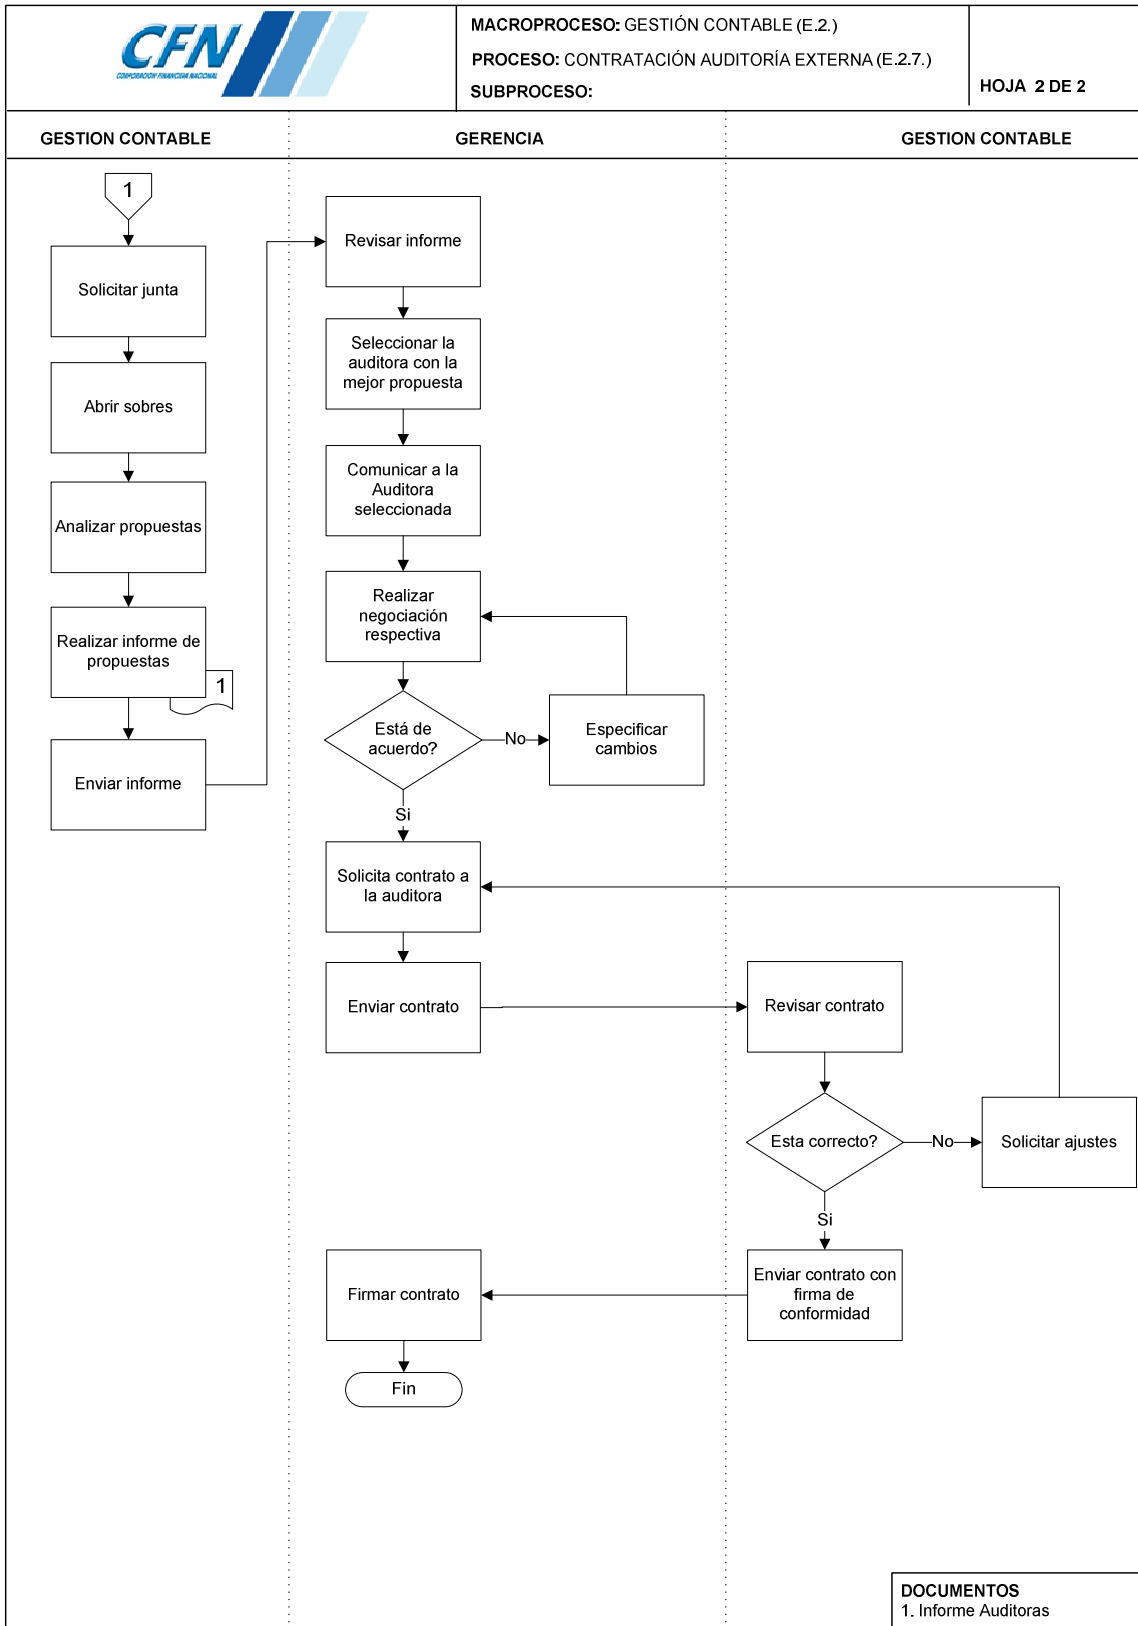 CFN
CORPORACIÓN FINANCIERA NACIONAL
MACROPROCESO: GESTIÓN CONTABLE (E.2.)
PROCESO: CONTRATACIÓN AUDITORÍA EXTERNA (E.2.7.)
SUBPROCESO:
HOJA 2 DE 2
GESTION CONTABLE
GERENCIA
GESTION CONTABLE
1
Solicitar junta
Abrir sobres
Analizar propuestas
Realizar informe de
propuestas
1
Enviar informe
Revisar informe
Seleccionar la
auditora con la
mejor propuesta
Comunicar a la
Auditora
seleccionada
Realizar
negociación
respectiva
Está de
acuerdo?
No
Especificar
cambios
Si
Solicita contrato a
la auditora
Enviar contrato
Revisar contrato
Esta correcto?
No
Solicitar ajustes
Si
Enviar contrato con
firma de
conformidad
Firmar contrato
Fin
DOCUMENTOS
1. Informe Auditoras